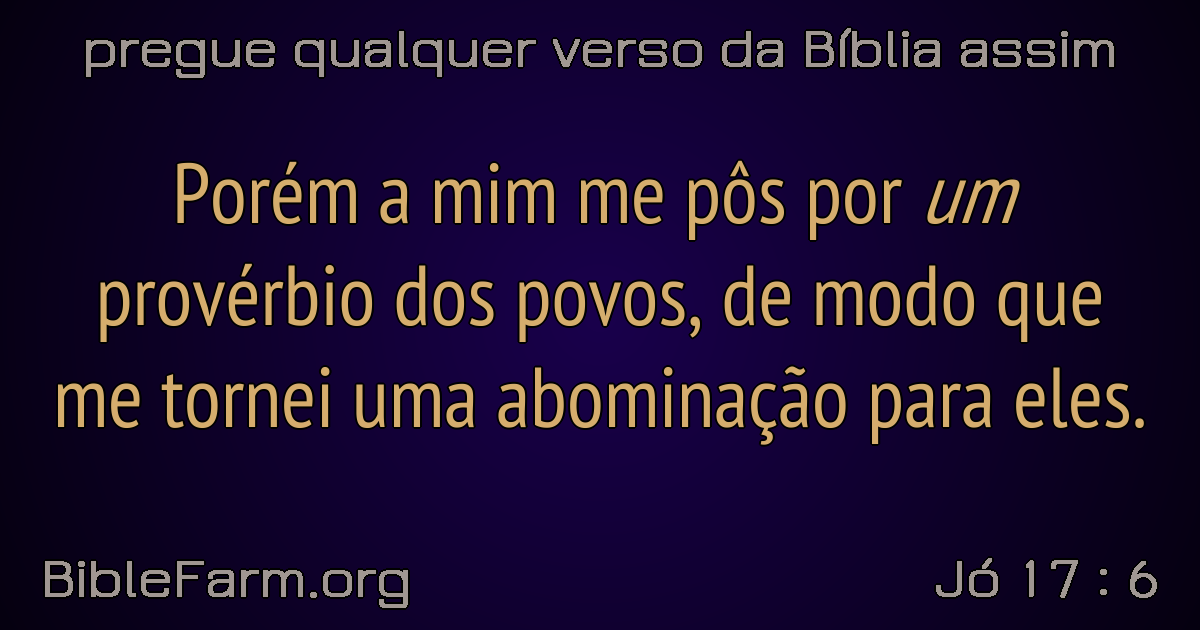 pregue qualquer verso da Bíblia assim
Porém a mim me pôs por um
provérbio dos povos, de modo que
me tornei uma abominação para eles.
BibleFarm.org
Jó 17 : 6